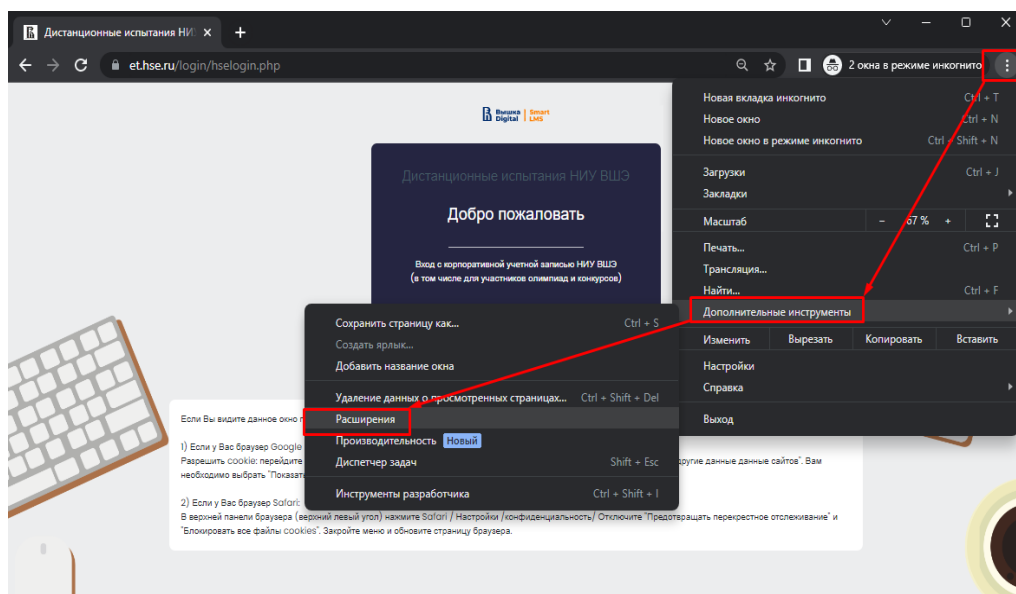 Дистанционные испытания НИ
et.hse.ru/login/hselogin.php
2 окна в режиме инкогнито
Вышка Digital
Smart LMS
Дистанционные испытания НИУ ВШЭ
Добро пожаловать
Вход с корпоративной учетной записью НИУ ВШЭ
(в том числе для участников олимпиад и конкурсов)
Новая вкладка инкогнито Ctrl + T
Новое окно Ctrl + N
Новое окно в режиме инкогнито Ctrl + Shift + N
Загрузки Ctrl + J
Закладки
Масштаб - 67 % +
Печать... Ctrl + P
Трансляция...
Найти... Ctrl + F
Дополнительные инструменты
Изменить Вырезать Копировать Вставить
Настройки
Справка
Выход
Сохранить страницу как... Ctrl + S
Создать ярлык...
Добавить название окна
Удаление данных о просмотренных страницах... Ctrl + Shift + Del
Расширения
Производительность Новый
Диспетчер задач Shift + Esc
Инструменты разработчика Ctrl + Shift + I
Если Вы видите данное окно
1) Если у Вас браузер Google
Разрешить cookie: перейдите другие данные данные сайтов". Вам
необходимо выбрать "Показать
2) Если у Вас браузер Safari:
В верхней панели браузера (верхний левый угол) нажмите Safari / Настройки /конфиденциальность/ Отключите "Предотвращать перекрестное отслеживание" и
"Блокировать все файлы cookies". Закройте меню и обновите страницу браузера.